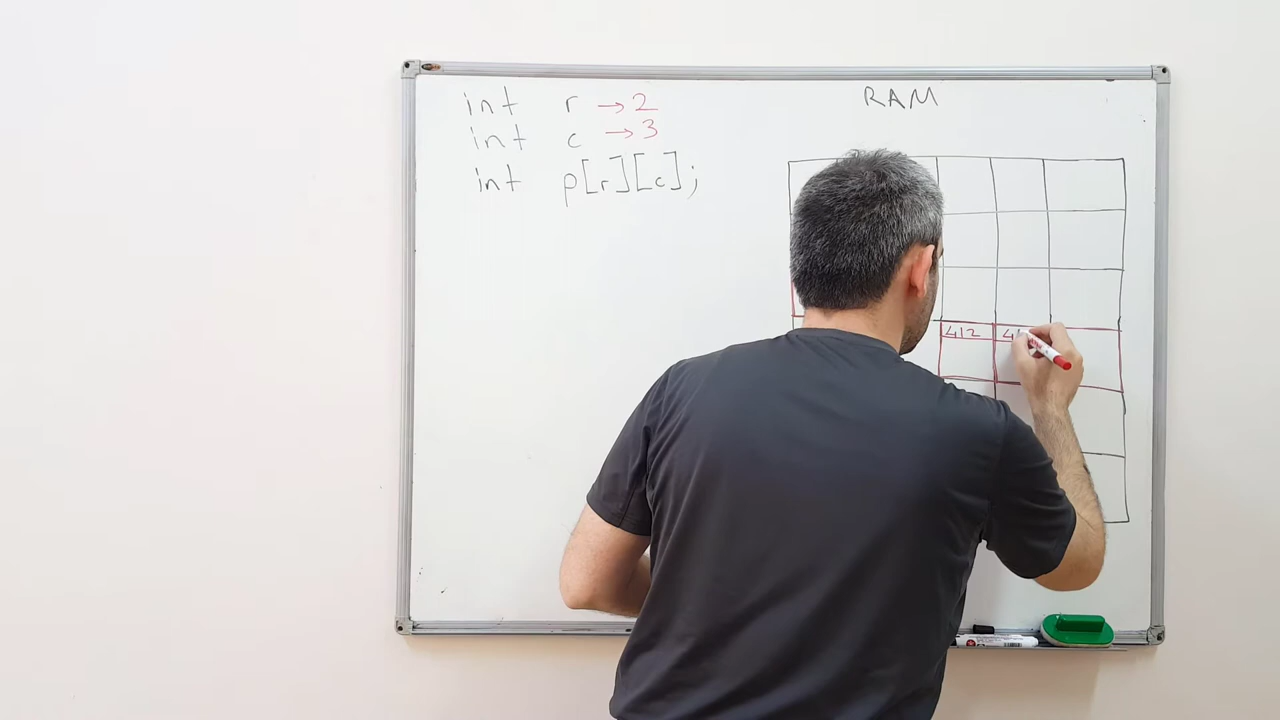 int r → 2
int c → 3
int p[r][c];
RAM
412